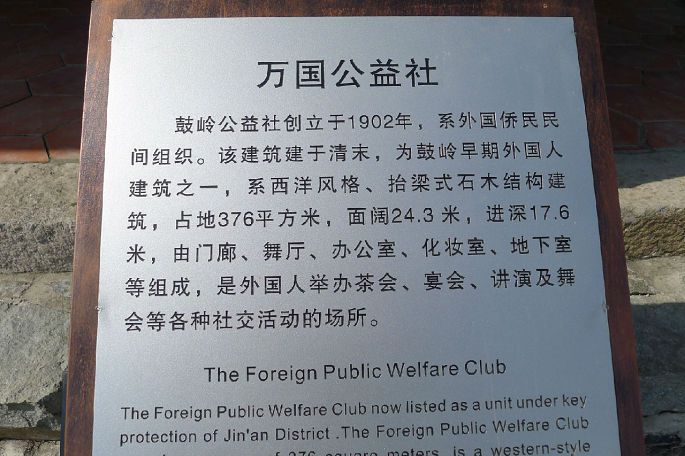 万国公益社
鼓岭公益社创立于1902年，系外国侨民民
间组织。该建筑建于清末，为鼓岭早期外国人
建筑之一，系西洋风格、抬梁式石木结构建
筑，占地376平方米，面阔24.3 米，进深17.6
米，由门廊、舞厅、办公室、化妆室、地下室
等组成，是外国人举办茶会、宴会、讲演及舞
会等各种社交活动的场所。
The Foreign Public Welfare Club
The Foreign Public Welfare Club now listed as a unit under key
protection of Jin'an District .The Foreign Public Welfare Club
of 376 square meters, is a western-style